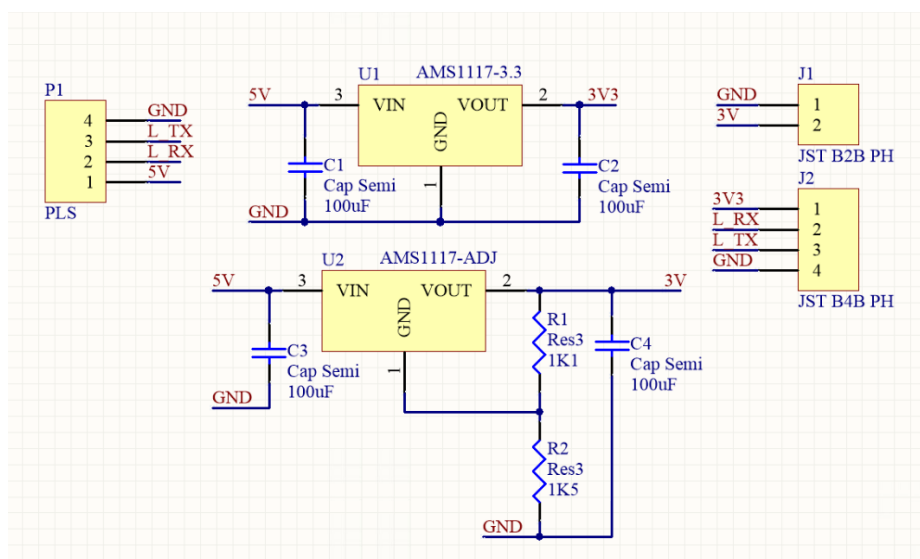 P1
4 GND
3 L_TX
2 L_RX
1 5V
PLS
U1 AMS1117-3.3
5V 3 VIN VOUT 2 3V3
GND
1
C1
Cap Semi
100uF
C2
Cap Semi
100uF
GND
J1
GND 1
3V 2
JST B2B PH
J2
3V3 1
L_RX 2
L_TX 3
GND 4
JST B4B PH
U2 AMS1117-ADJ
5V 3 VIN VOUT 2 3V
GND
1
C3
Cap Semi
100uF
GND
R1
Res3
1K1
C4
Cap Semi
100uF
R2
Res3
1K5
GND